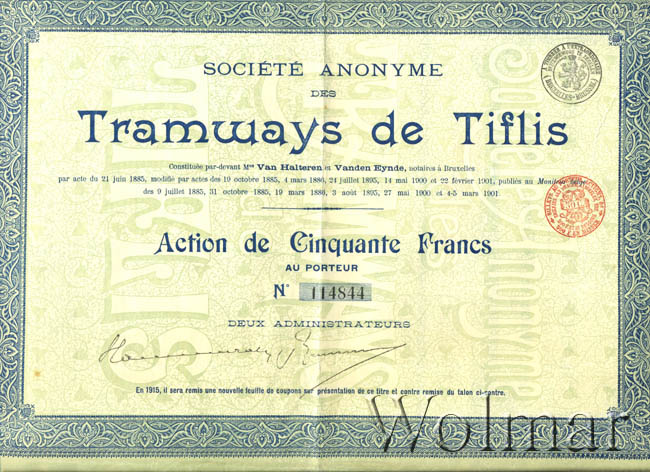 SOCIÉTÉ ANONYME
DES
Tramways de Tiflis
Constituée par-devant Mes Van Halteren et Vanden Eynde, notaires à Bruxelles
par acte du 21 juin 1885, modifié par actes des 19 octobre 1885, 4 mars 1886, 24 juillet 1895, 14 mai 1900 et 22 février 1901, publiés au Moniteur belge
des 9 juillet 1885, 31 octobre 1885, 19 mars 1886, 3 août 1895, 27 mai 1900 et 4-5 mars 1901.
Action de Cinquante Francs
AU PORTEUR
N° 114844
DEUX ADMINISTRATEURS
En 1915, il sera remis une nouvelle feuille de coupons sur présentation de ce titre et contre remise du talon ci-contre.
Wolmar